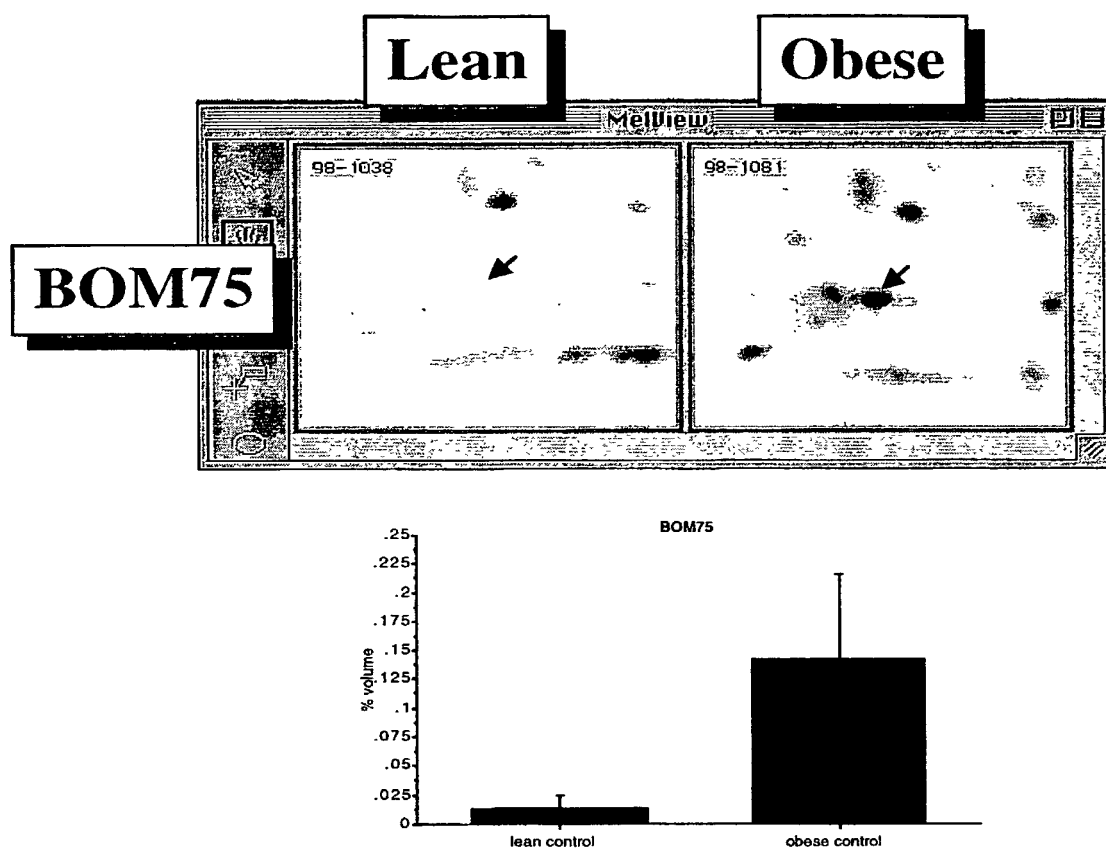 Lean
Obese
MelView
98-1038
98-1081
BOM75
BOM75
.25
.225
.2
.175
.15
.125
.1
.075
.05
.025
0
% volume
lean control
obese control